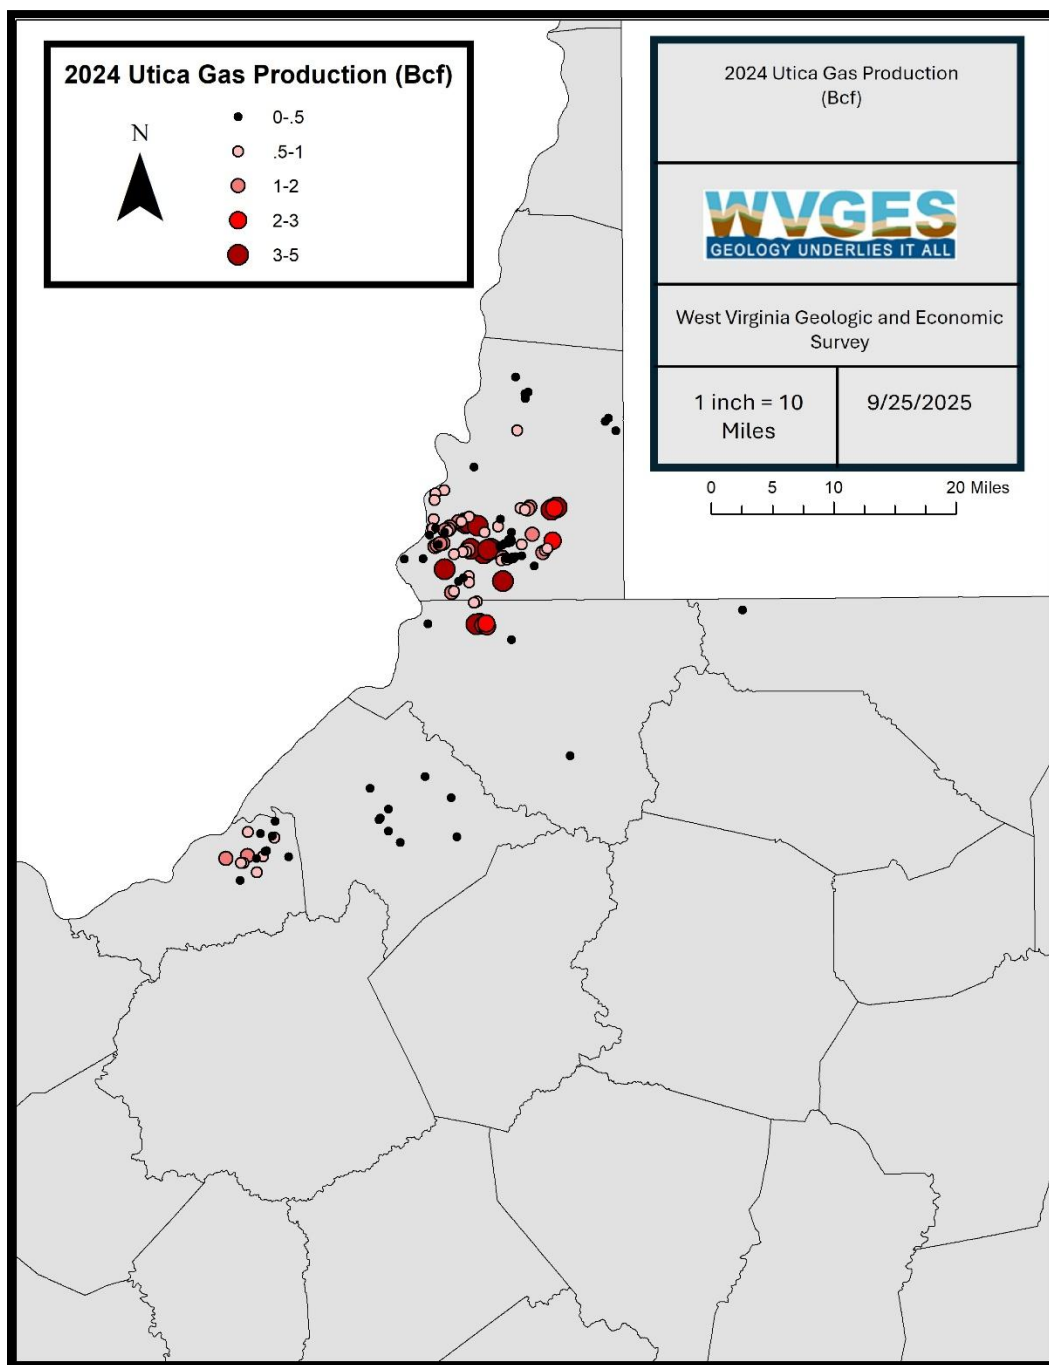 2024 Utica Gas Production (Bcf)
N
0-.5
.5-1
1-2
2-3
3-5
2024 Utica Gas Production
(Bcf)
WVGES
GEOLOGY UNDERLIES IT ALL
West Virginia Geologic and Economic
Survey
1 inch = 10
Miles
9/25/2025
0 5 10 20 Miles